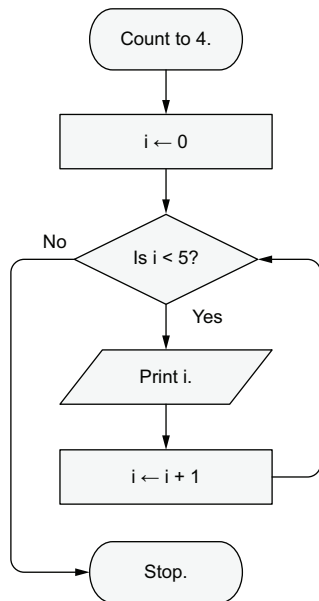 Count to 4.
i ← 0
Is i < 5?
No
Yes
Print i.
i ← i + 1
Stop.